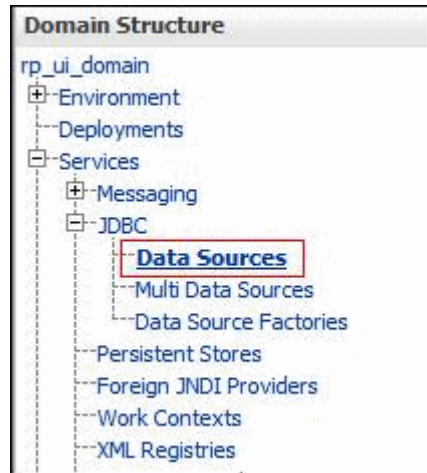 Domain Structure
rp_ui_domain
Environment
Deployments
Services
Messaging
JDBC
Data Sources
Multi Data Sources
Data Source Factories
Persistent Stores
Foreign JNDI Providers
Work Contexts
XML Registries